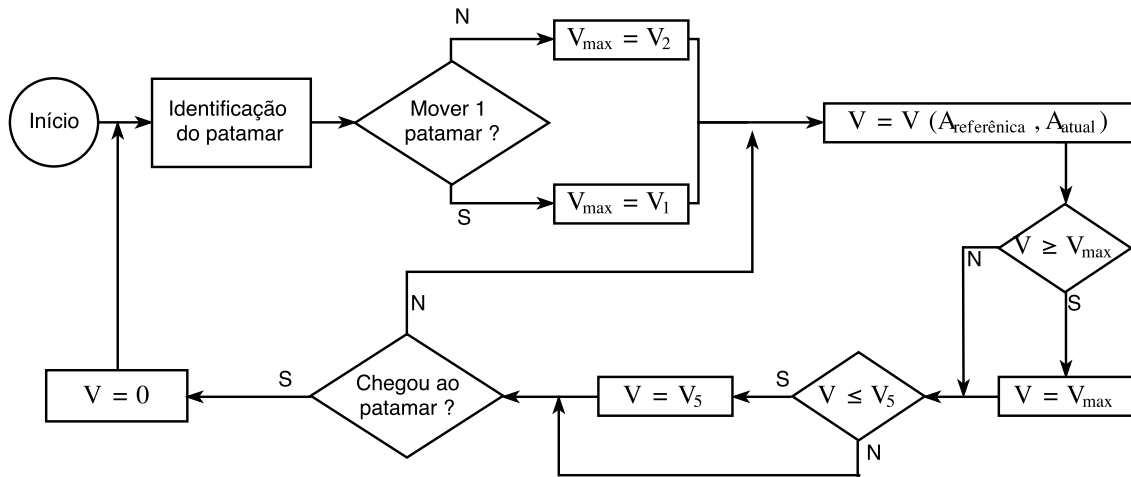 Início
Identificação
do patamar
Mover 1
patamar ?
N
S
Vmax = V2
Vmax = V1
V = V (Areferênica , Aatual)
V ≥ Vmax
N
S
V = Vmax
V ≤ V5
S
N
V = V5
Chegou ao
patamar ?
N
S
V = 0